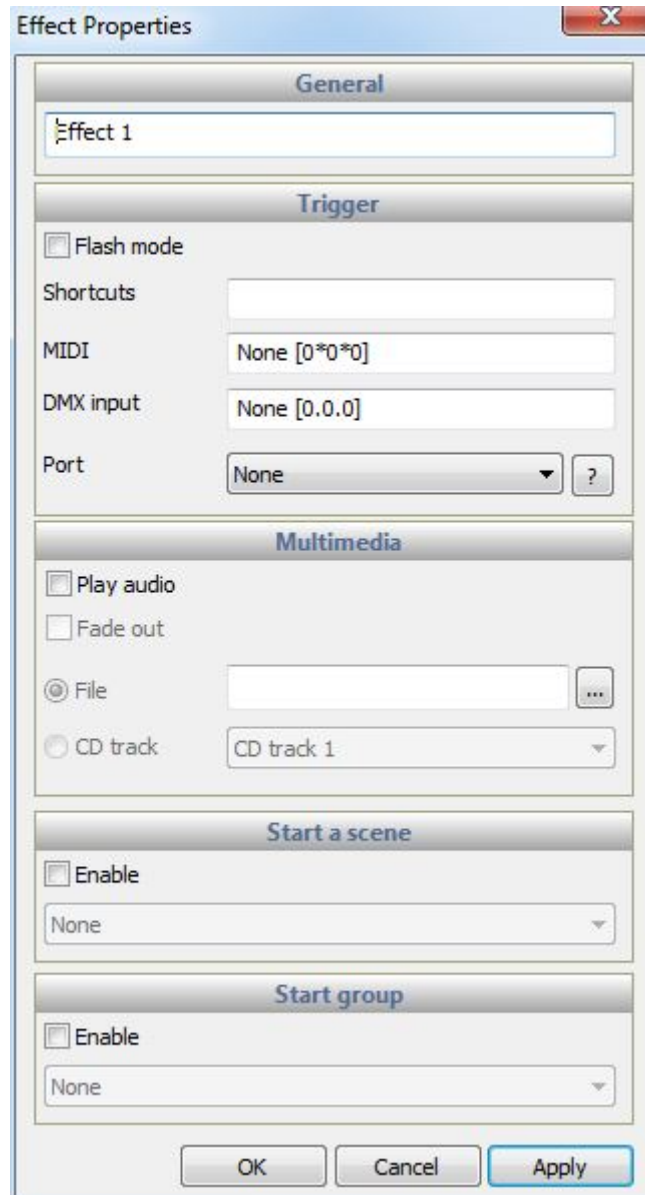 Effect Properties
General
Effect 1
Trigger
Flash mode
Shortcuts
MIDI None [0*0*0]
DMX input None [0.0.0]
Port None ?
Multimedia
Play audio
Fade out
File ...
CD track CD track 1
Start a scene
Enable
None
Start group
Enable
None
OK Cancel Apply